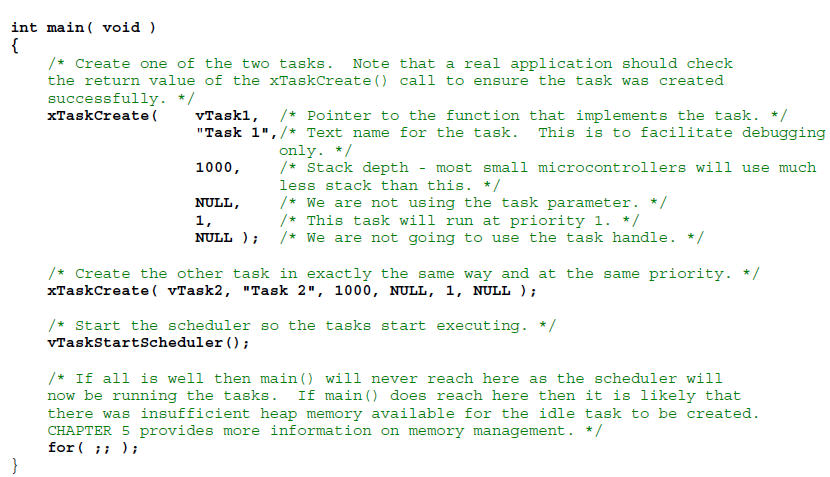 int main( void )
{
/* Create one of the two tasks. Note that a real application should check
the return value of the xTaskCreate() call to ensure the task was created
successfully. */
xTaskCreate( vTask1, /* Pointer to the function that implements the task. */
"Task 1",/* Text name for the task. This is to facilitate debugging
only. */
1000, /* Stack depth - most small microcontrollers will use much
less stack than this. */
NULL, /* We are not using the task parameter. */
1, /* This task will run at priority 1. */
NULL ); /* We are not going to use the task handle. */
/* Create the other task in exactly the same way and at the same priority. */
xTaskCreate( vTask2, "Task 2", 1000, NULL, 1, NULL );
/* Start the scheduler so the tasks start executing. */
vTaskStartScheduler();
/* If all is well then main() will never reach here as the scheduler will
now be running the tasks. If main() does reach here then it is likely that
there was insufficient heap memory available for the idle task to be created.
CHAPTER 5 provides more information on memory management. */
for( ;; );
}